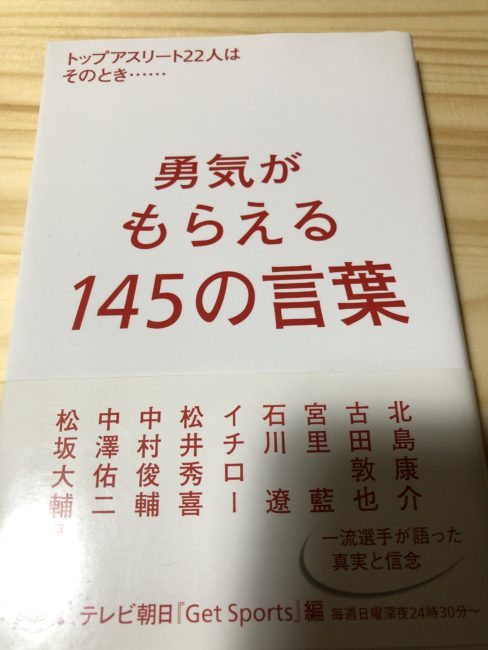 トップアスリート22人は
そのとき……
勇気が
もらえる
145の言葉
北島康介
古田敦也
宮里 藍
石川 遼
イチロー
松井秀喜
中村俊輔
中澤佑二
松坂大輔
一流選手が語った
真実と信念
テレビ朝日『Get Sports』編 毎週日曜深夜24時30分〜